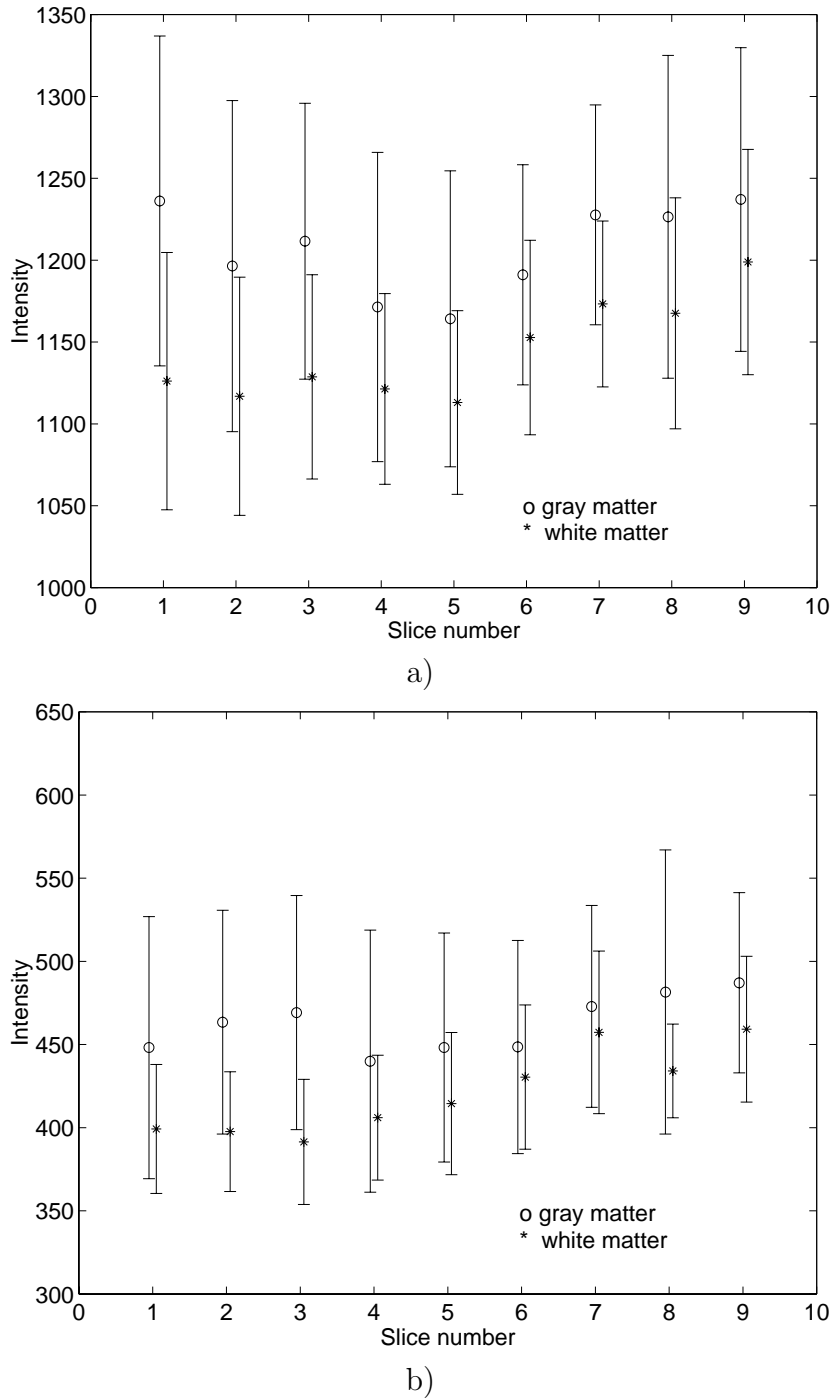 1350
1300
1250
1200
1150
1100
1050
1000
Intensity
o gray matter
* white matter
0 1 2 3 4 5 6 7 8 9 10
Slice number
a)
650
600
550
500
450
400
350
300
Intensity
o gray matter
* white matter
0 1 2 3 4 5 6 7 8 9 10
Slice number
b)